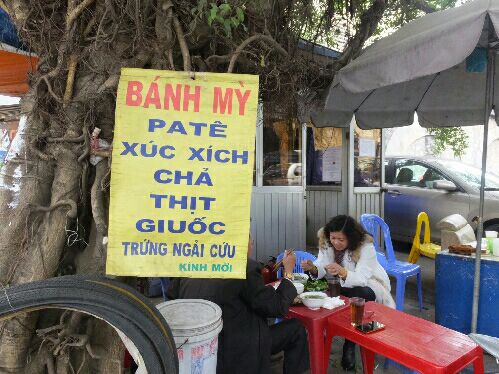 BÁNH MỲ
PATÊ
XÚC XÍCH
CHẢ
THỊT
GIUỐC
TRỨNG NGẢI CỨU
KÍNH MỜI